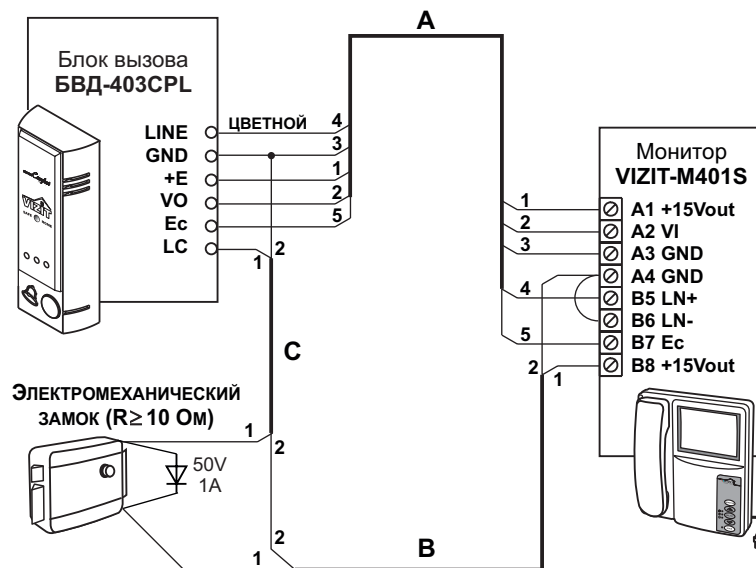 A
Блок вызова
БВД-403CPL
LINE
ЦВЕТНОЙ
4
GND
3
+E
1
VO
2
Ec
5
LC
1
2
VIZIT
Монитор
VIZIT-M401S
1
A1 +15Vout
2
A2 VI
3
A3 GND
A4 GND
4
B5 LN+
B6 LN-
5
B7 Ec
2
1
B8 +15Vout
C
ЭЛЕКТРОМЕХАНИЧЕСКИЙ
ЗАМОК (R≥10 ОМ)
1
2
50V
1A
2
1
B